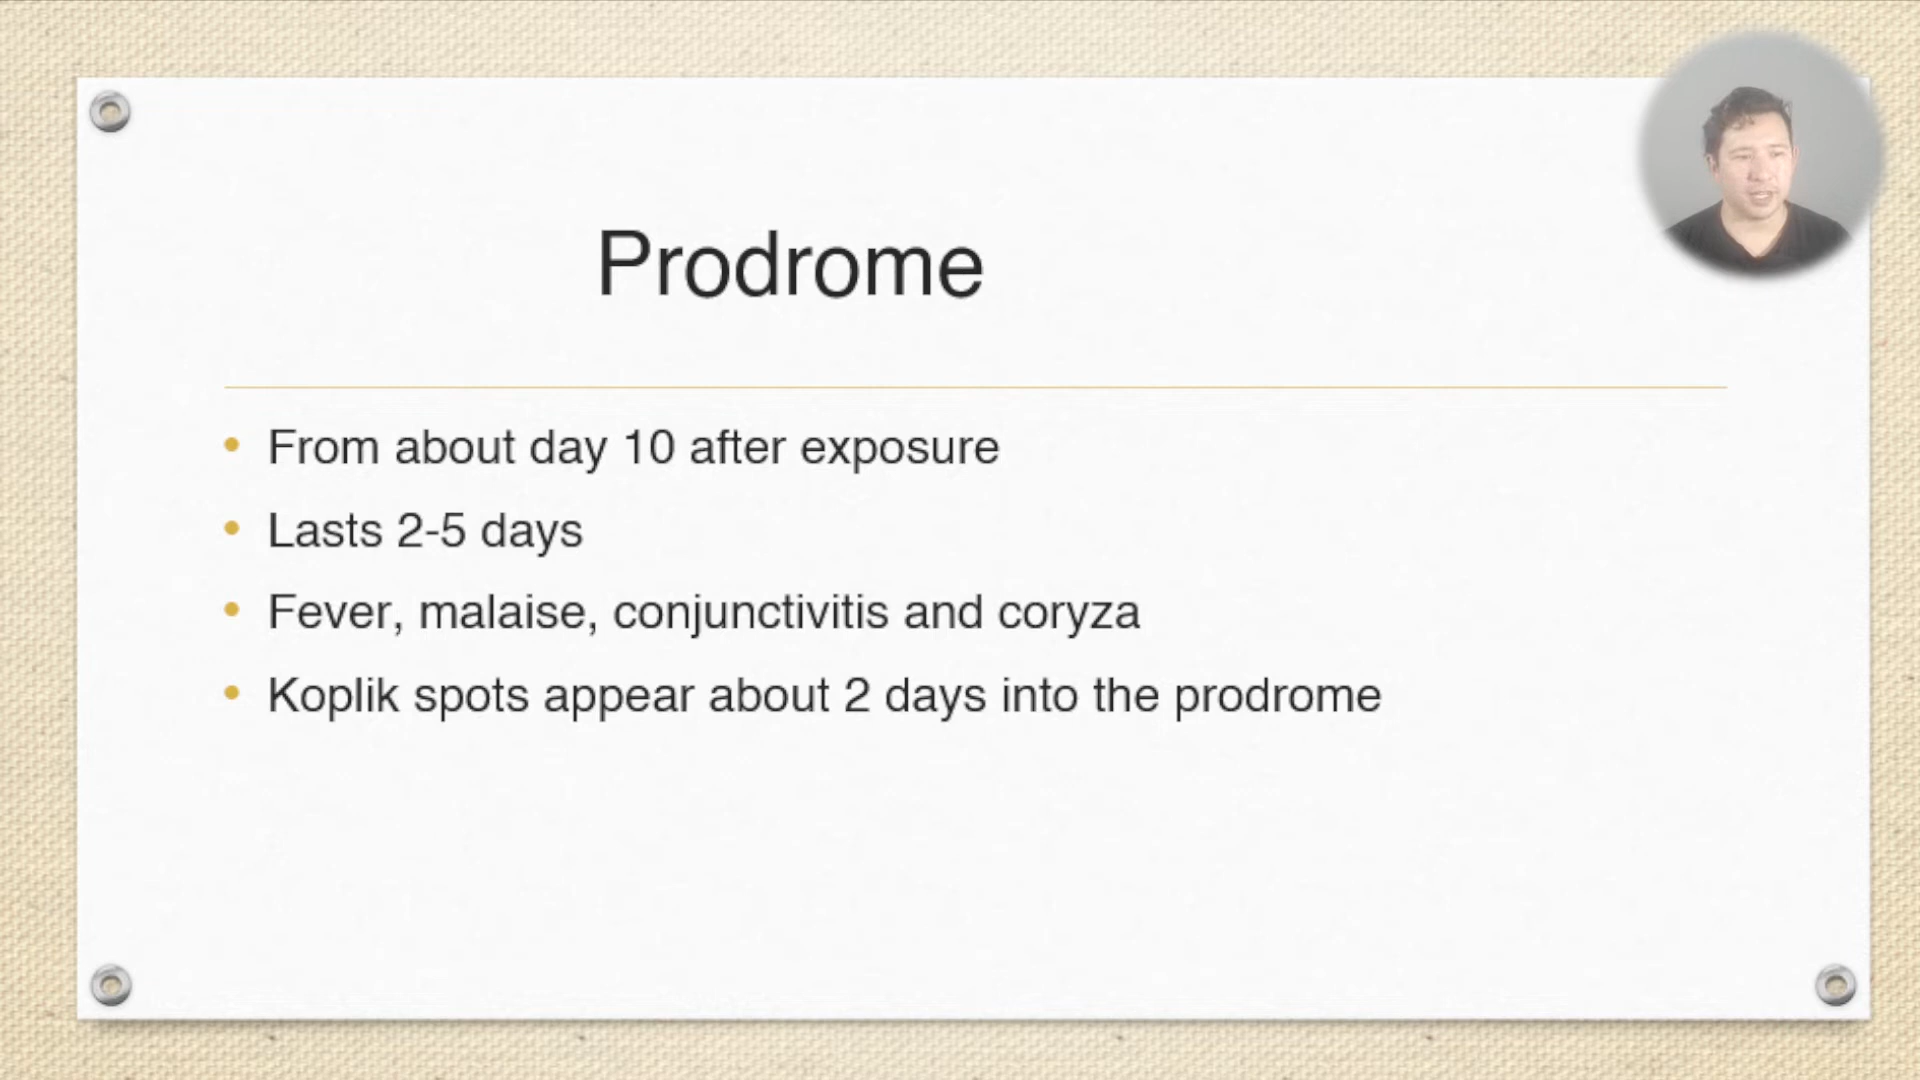 Prodrome
From about day 10 after exposure
Lasts 2-5 days
Fever, malaise, conjunctivitis and coryza
Koplik spots appear about 2 days into the prodrome